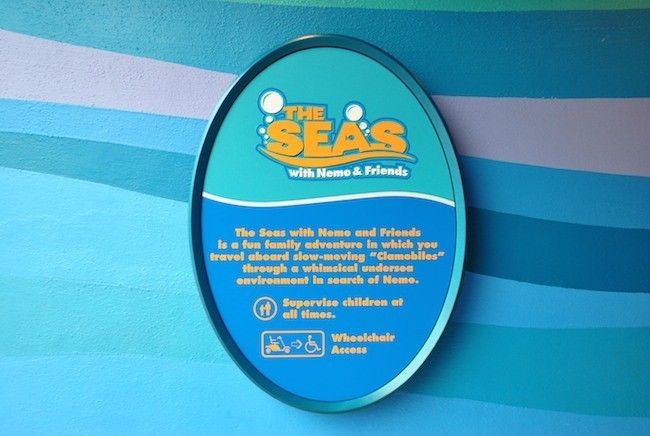 THE
SEAS
with Nemo & Friends
The Seas with Nemo and Friends
is a fun family adventure in which you
travel aboard slow-moving "Clamobiles"
through a whimsical undersea
environment in search of Nemo.
Supervise children at
all times.
Wheelchair
Access